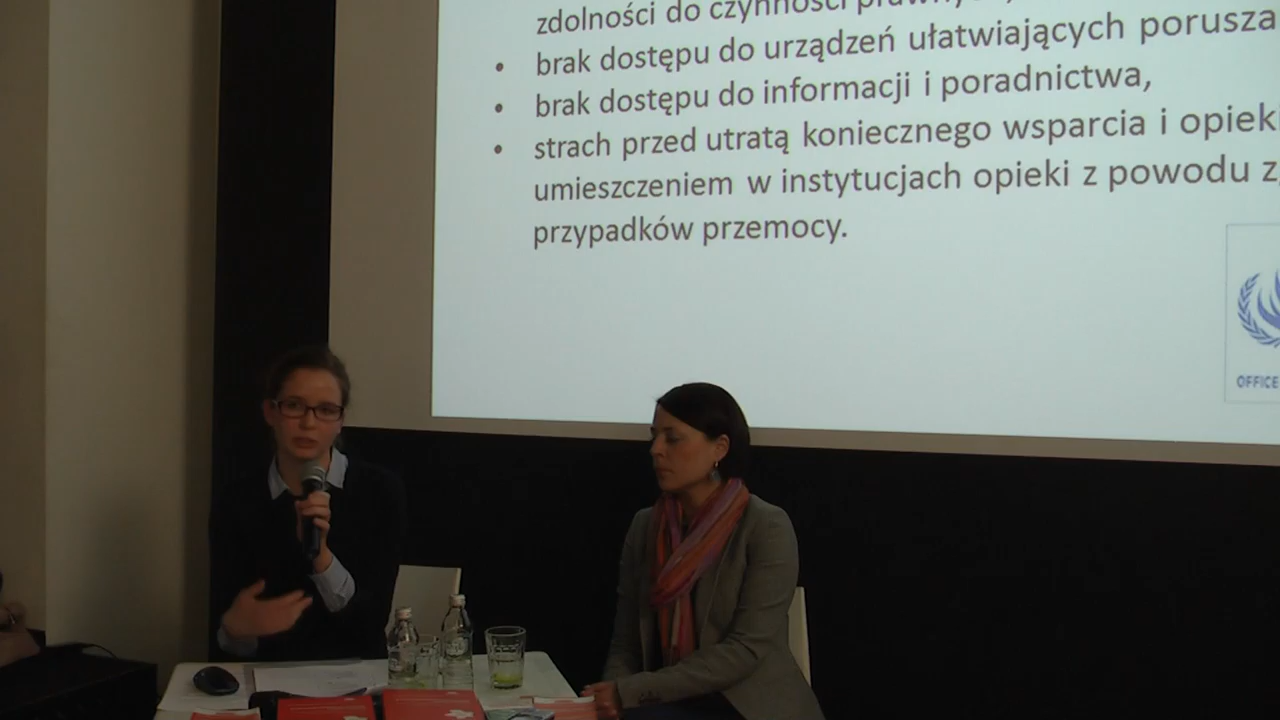 zdolności do czynności
brak dostępu do urządzeń ułatwiających porusza
brak dostępu do informacji i poradnictwa,
strach przed utratą koniecznego wsparcia i opiek
umieszczeniem w instytucjach opieki z powodu
przypadków przemocy.
OFFICE